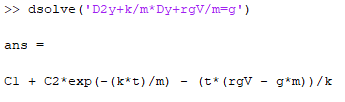 >> dsolve('D2y+k/m*Dy+rgV/m=g')
ans =
C1 + C2*exp(-(k*t)/m) - (t*(rgV - g*m))/k